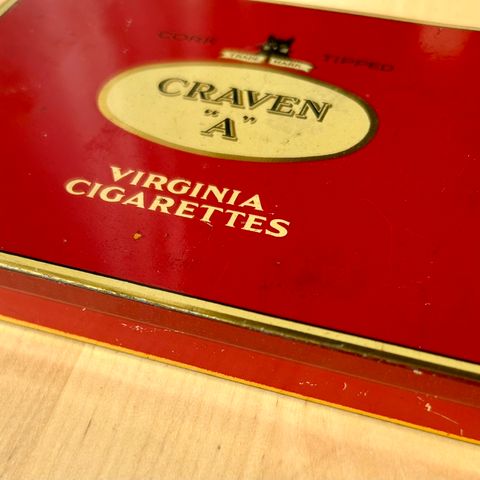 CORK TIPPED
TRADE MARK
CRAVEN
"A"
VIRGINIA
CIGARETTES